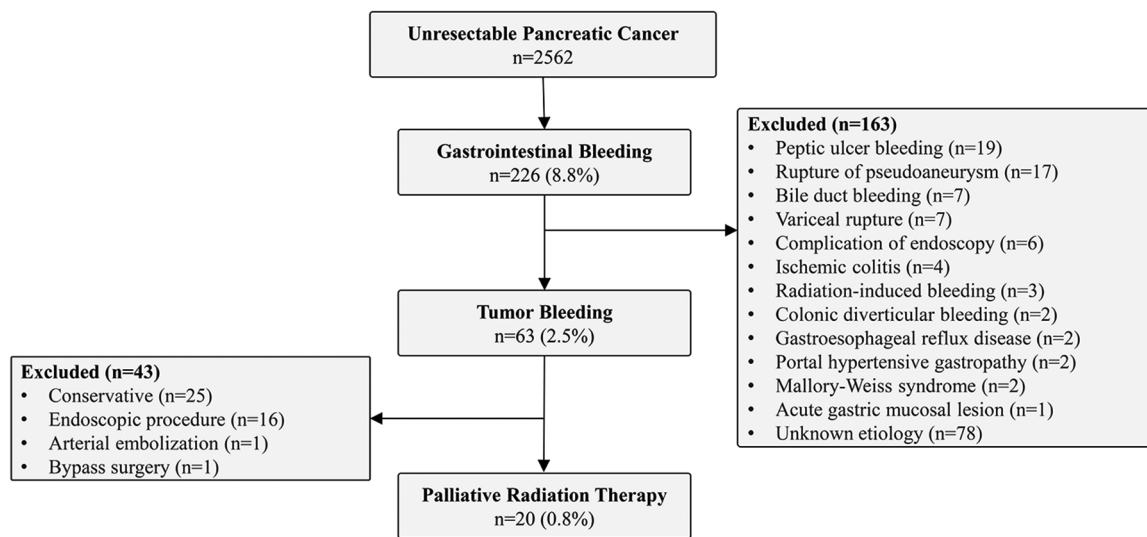 Unresectable Pancreatic Cancer
n=2562
Gastrointestinal Bleeding
n=226 (8.8%)
Excluded (n=163)
• Peptic ulcer bleeding (n=19)
• Rupture of pseudoaneurysm (n=17)
• Bile duct bleeding (n=7)
• Variceal rupture (n=7)
• Complication of endoscopy (n=6)
• Ischemic colitis (n=4)
• Radiation-induced bleeding (n=3)
• Colonic diverticular bleeding (n=2)
• Gastroesophageal reflux disease (n=2)
• Portal hypertensive gastropathy (n=2)
• Mallory-Weiss syndrome (n=2)
• Acute gastric mucosal lesion (n=1)
• Unknown etiology (n=78)
Tumor Bleeding
n=63 (2.5%)
Excluded (n=43)
• Conservative (n=25)
• Endoscopic procedure (n=16)
• Arterial embolization (n=1)
• Bypass surgery (n=1)
Palliative Radiation Therapy
n=20 (0.8%)